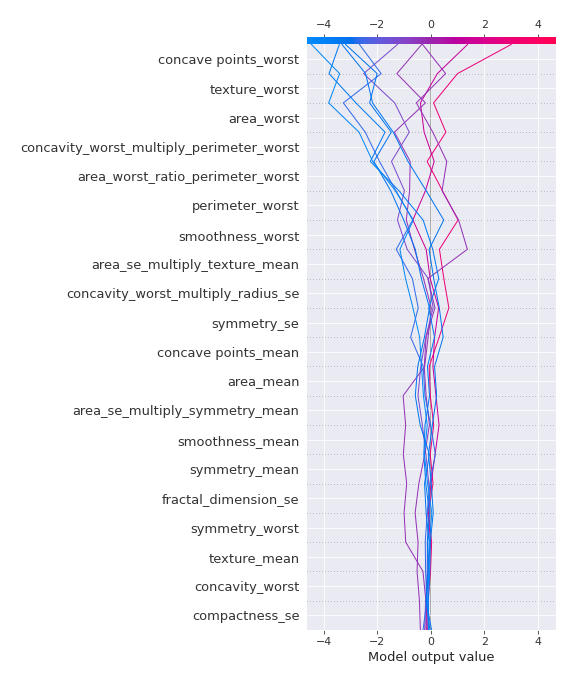 −4 −2 0 2 4
concave points_worst
texture_worst
area_worst
concavity_worst_multiply_perimeter_worst
area_worst_ratio_perimeter_worst
perimeter_worst
smoothness_worst
area_se_multiply_texture_mean
concavity_worst_multiply_radius_se
symmetry_se
concave points_mean
area_mean
area_se_multiply_symmetry_mean
smoothness_mean
symmetry_mean
fractal_dimension_se
symmetry_worst
texture_mean
concavity_worst
compactness_se
−4 −2 0 2 4
Model output value